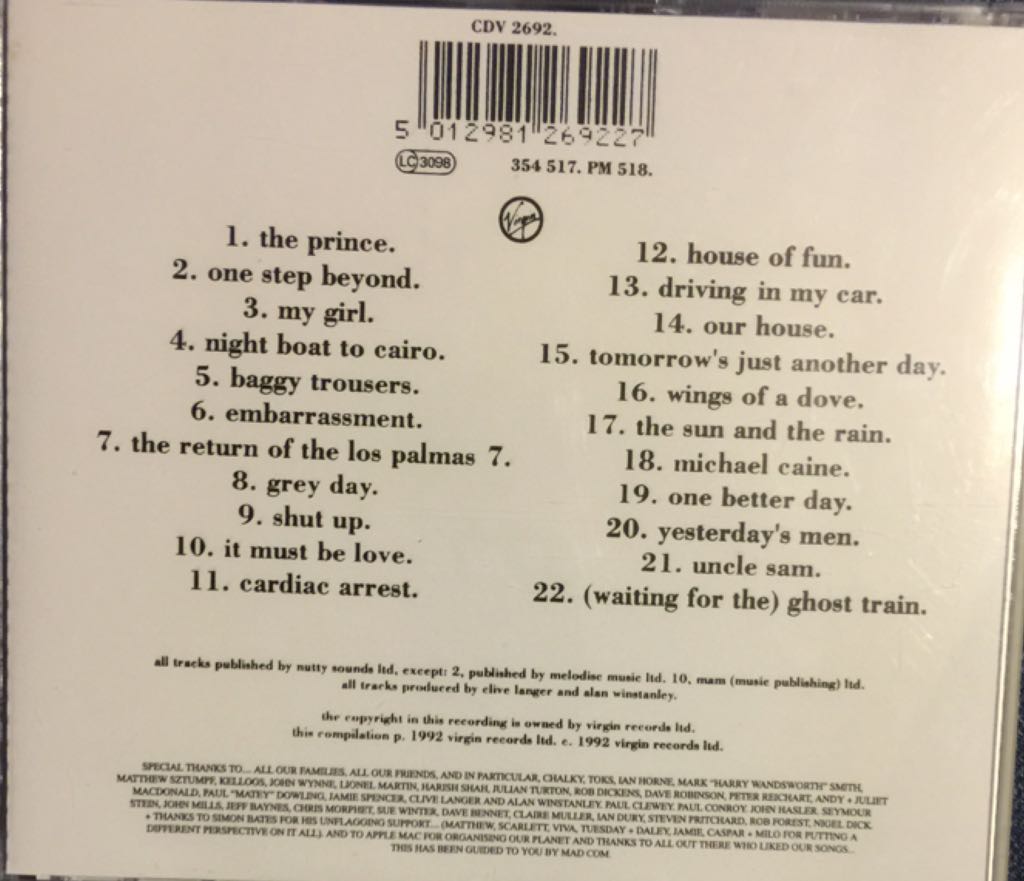 CDV 2692.
5 012981 269227
LC 3098
354 517. PM 518.
Virgin
1. the prince.
2. one step beyond.
3. my girl.
4. night boat to cairo.
5. baggy trousers.
6. embarrassment.
7. the return of the los palmas 7.
8. grey day.
9. shut up.
10. it must be love.
11. cardiac arrest.
12. house of fun.
13. driving in my car.
14. our house.
15. tomorrow's just another day.
16. wings of a dove.
17. the sun and the rain.
18. michael caine.
19. one better day.
20. yesterday's men.
21. uncle sam.
22. (waiting for the) ghost train.
all tracks published by nutty sounds ltd, except: 2, published by melodisc music ltd. 10, mam (music publishing) ltd.
all tracks produced by clive langer and alan winstanley.
the copyright in this recording is owned by virgin records ltd.
this compilation p. 1992 virgin records ltd. c. 1992 virgin records ltd.
SPECIAL THANKS TO... ALL OUR FAMILIES, ALL OUR FRIENDS, AND IN PARTICULAR, CHALKY, TOKS, IAN HORNE, MARK "HARRY WANDSWORTH" SMITH,
MATTHEW SZTUMPF, KELLOGS, JOHN WYNNE, LIONEL MARTIN, HARISH SHAH, JULIAN TURTON, ROB DICKENS, DAVE ROBINSON, PETER REICHART, ANDY + JULIET
MACDONALD, PAUL "MATEY" DOWLING, JAMIE SPENCER, CLIVE LANGER AND ALAN WINSTANLEY, PAUL CLEWEY, PAUL CONROY, JOHN HASLER, SEYMOUR
STEIN, JOHN MILLS, JEFF BAYNES, CHRIS MORPHET, SUE WINTER, DAVE BENNET, CLAIRE MULLER, IAN DURY, STEVEN PRITCHARD, ROB FOREST, NIGEL DICK
+ THANKS TO SIMON BATES FOR HIS UNFLAGGING SUPPORT... (MATTHEW, SCARLETT, VIVA, TUESDAY + DALEY, JAMIE, CASPAR + MILO FOR PUTTING A
DIFFERENT PERSPECTIVE ON IT ALL). AND TO APPLE MAC FOR ORGANISING OUR PLANET AND THANKS TO ALL OUT THERE WHO LIKED OUR SONGS...
THIS HAS BEEN GUIDED TO YOU BY MAD COM.